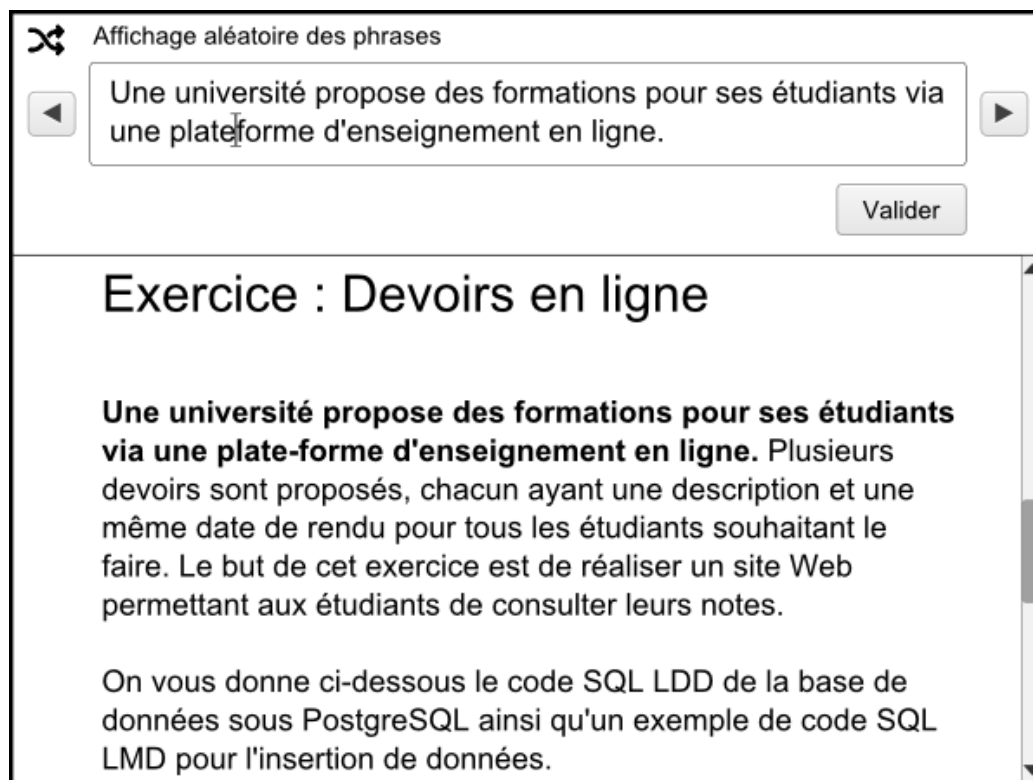 Affichage aléatoire des phrases
Une université propose des formations pour ses étudiants via
une plateforme d'enseignement en ligne.
Valider
Exercice : Devoirs en ligne
Une université propose des formations pour ses étudiants
via une plate-forme d'enseignement en ligne. Plusieurs
devoirs sont proposés, chacun ayant une description et une
même date de rendu pour tous les étudiants souhaitant le
faire. Le but de cet exercice est de réaliser un site Web
permettant aux étudiants de consulter leurs notes.
On vous donne ci-dessous le code SQL LDD de la base de
données sous PostgreSQL ainsi qu'un exemple de code SQL
LMD pour l'insertion de données.